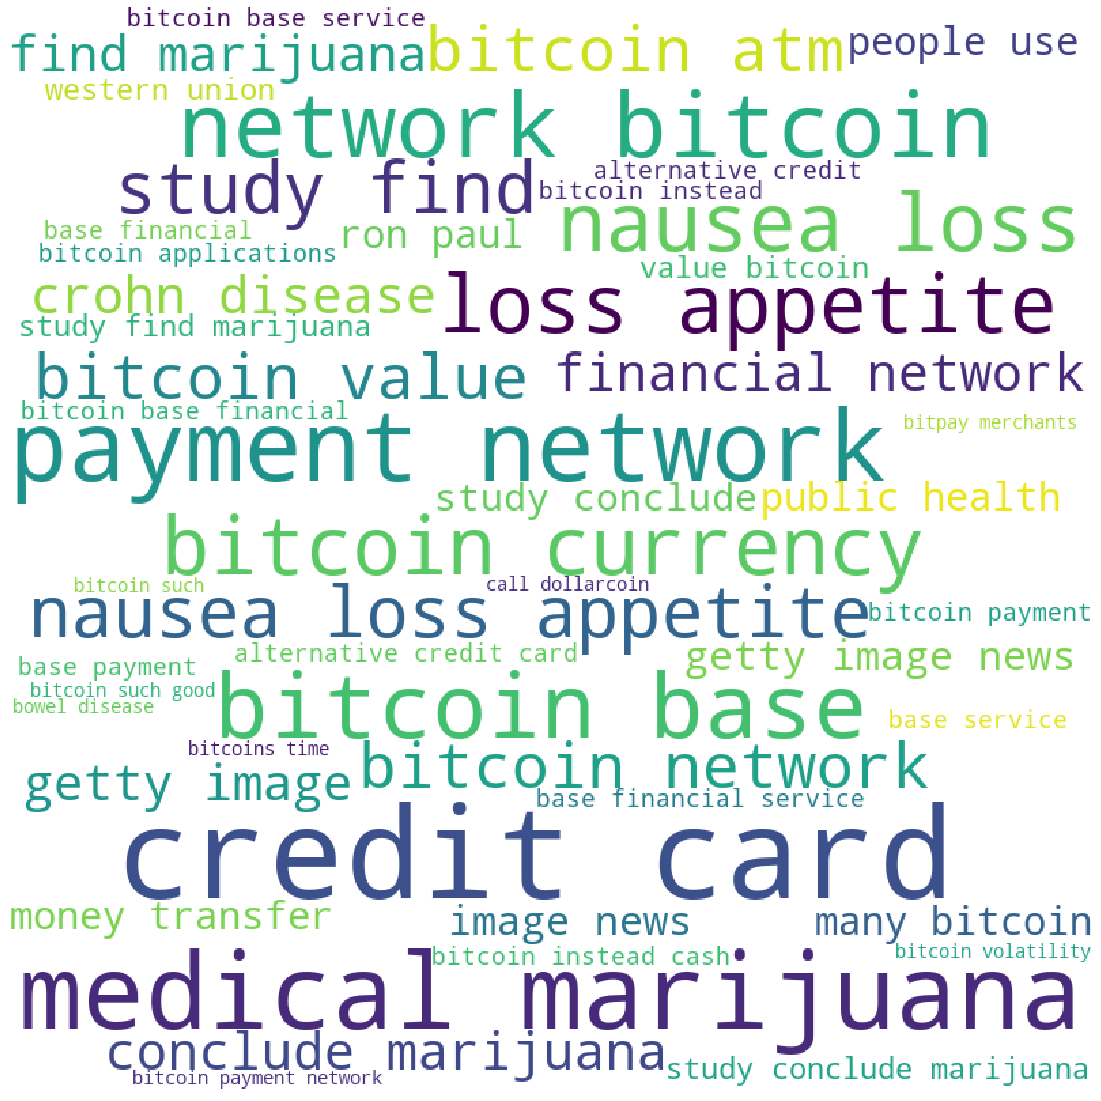 bitcoin base service
find marijuana
bitcoin atm
people use
western union
network bitcoin
study find
alternative credit
bitcoin instead
nausea loss
base financial
ron paul
bitcoin applications
value bitcoin
crohn disease
loss appetite
study find marijuana
bitcoin value
financial network
bitcoin base financial
payment network
bitpay merchants
study conclude
public health
bitcoin currency
bitcoin such
call dollarcoin
nausea loss appetite
bitcoin payment
base payment
alternative credit card
getty image news
bitcoin such good
bowel disease
bitcoin base
base service
bitcoins time
getty image
bitcoin network
base financial service
credit card
money transfer
image news
many bitcoin
bitcoin instead cash
bitcoin volatility
medical marijuana
conclude marijuana
study conclude marijuana
bitcoin payment network